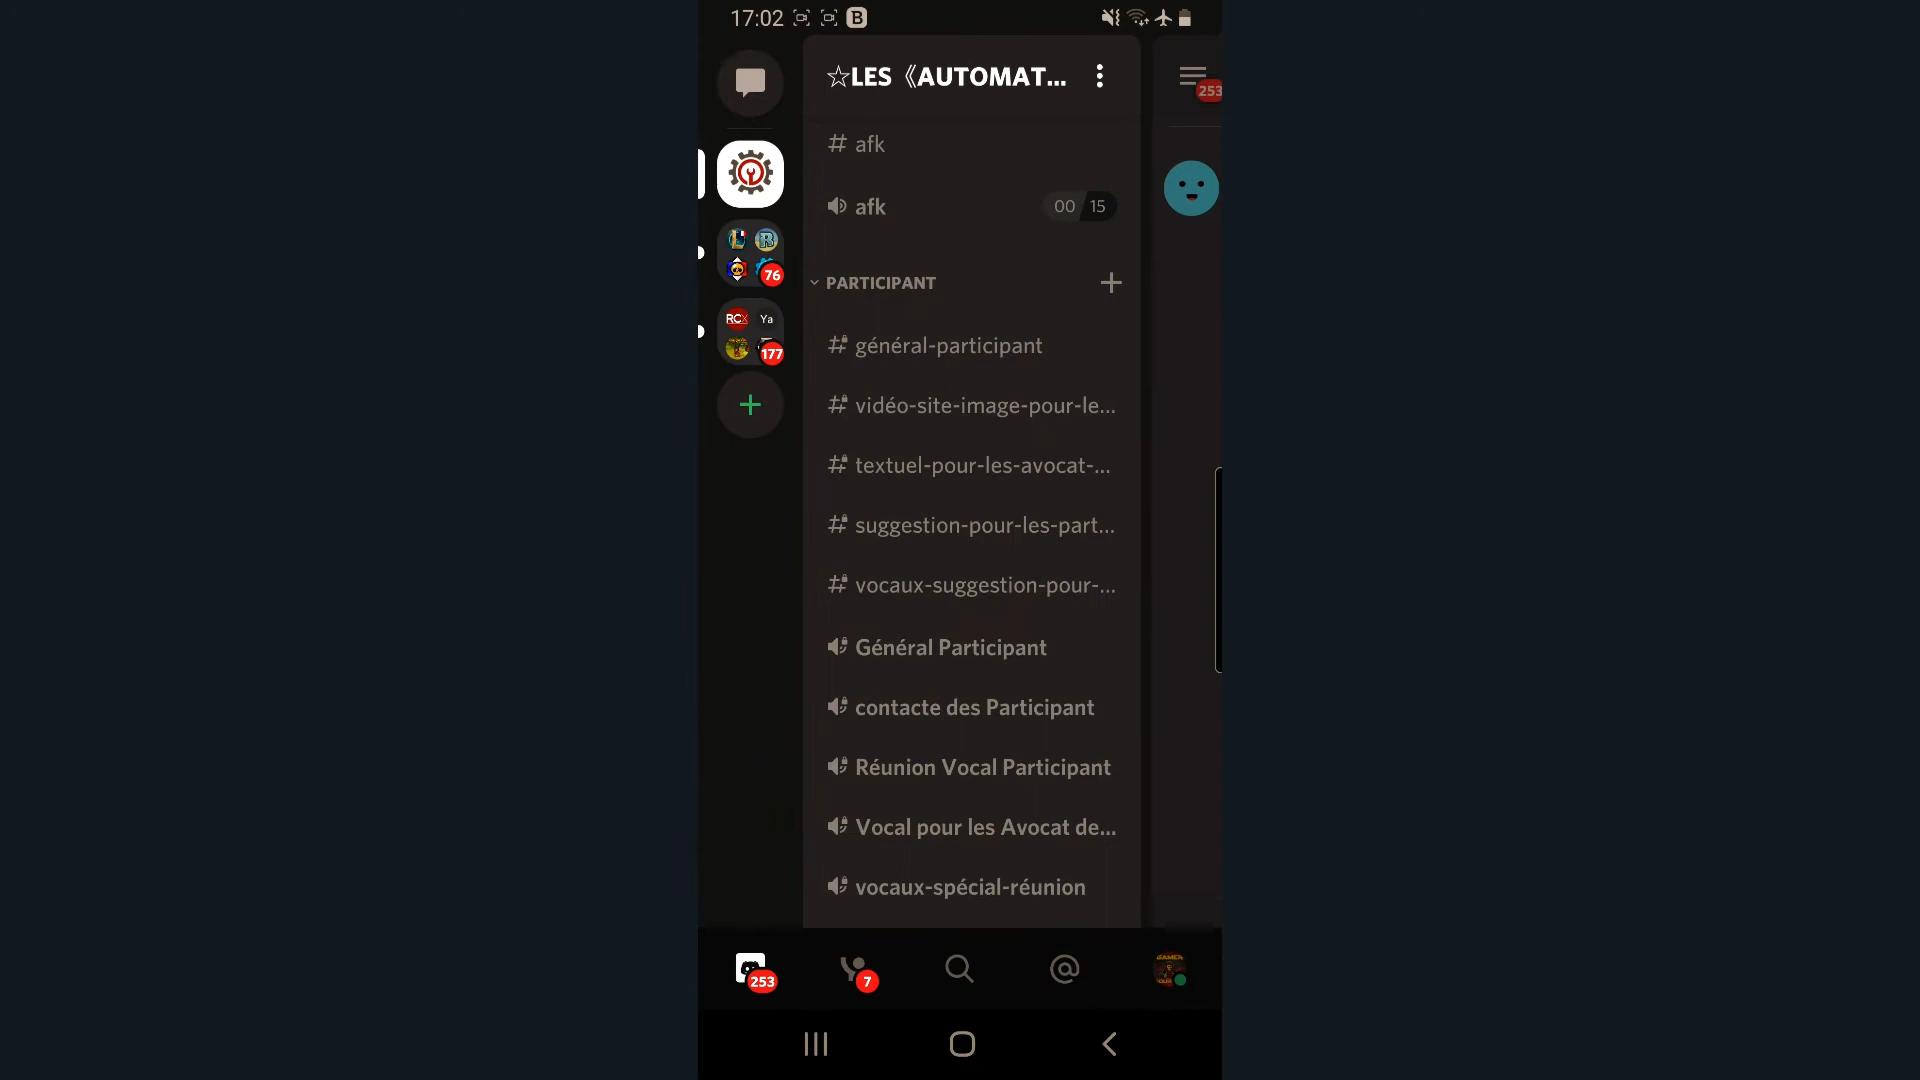 17:02
B
☆LES《AUTOMAT...
253
afk
afk
00 15
76
PARTICIPANT
RCX Ya
177
général-participant
vidéo-site-image-pour-le...
textuel-pour-les-avocat-...
suggestion-pour-les-part...
vocaux-suggestion-pour-...
Général Participant
contacte des Participant
Réunion Vocal Participant
Vocal pour les Avocat de...
vocaux-spécial-réunion
253
7
GAMER